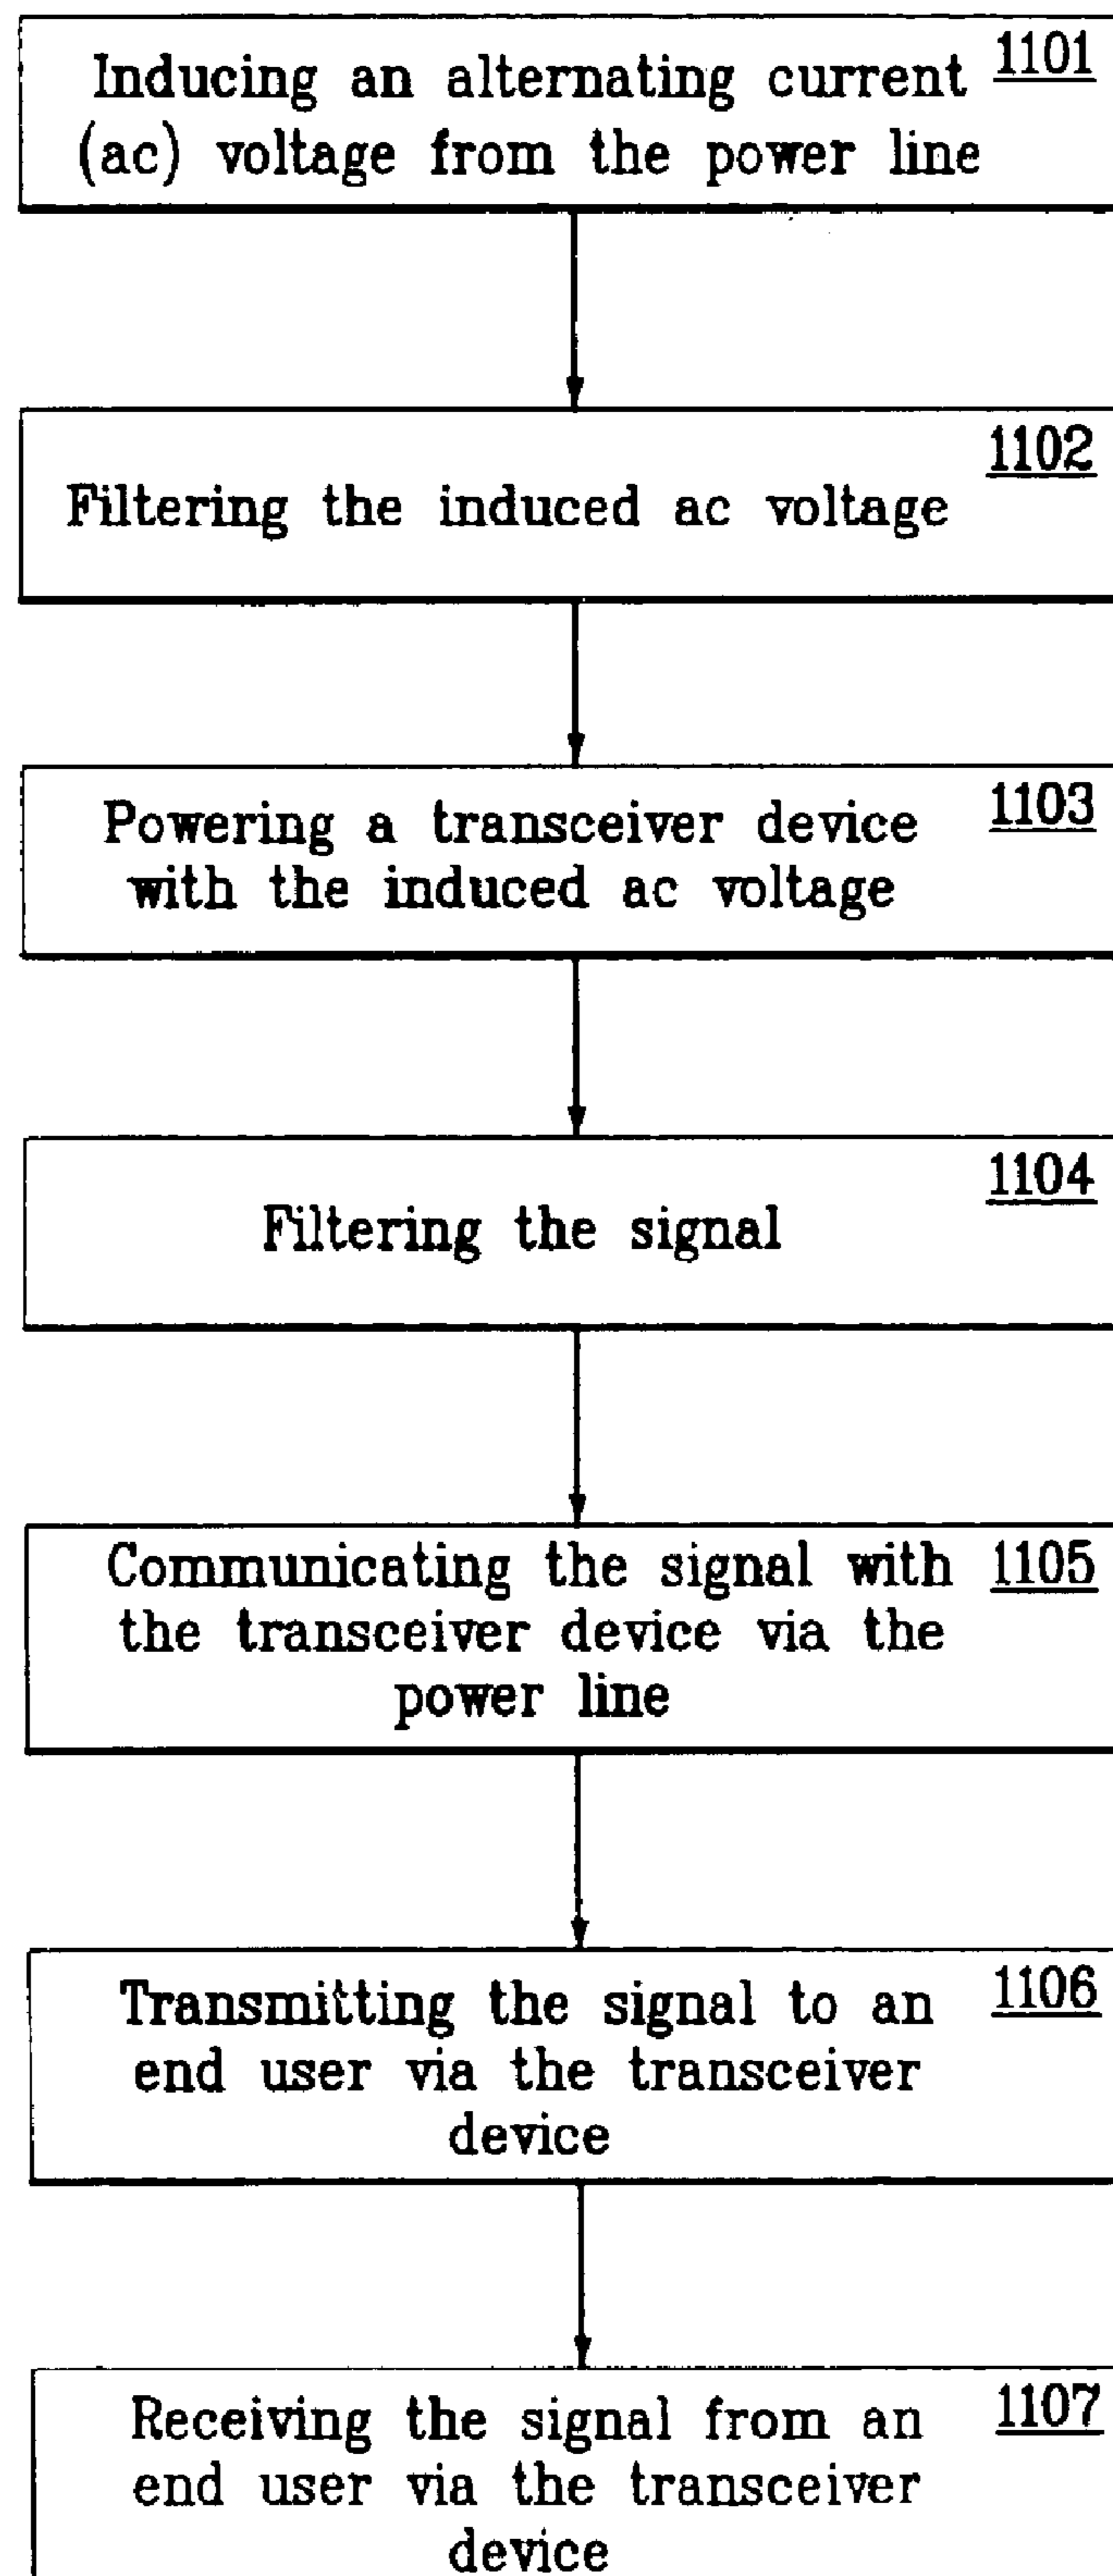 Inducing an alternating current 1101
(ac) voltage from the power line
1102
Filtering the induced ac voltage
Powering a transceiver device 1103
with the induced ac voltage
1104
Filtering the signal
Communicating the signal with 1105
the transceiver device via the
power line
Transmitting the signal to an 1106
end user via the transceiver
device
Receiving the signal from an 1107
end user via the transceiver
device